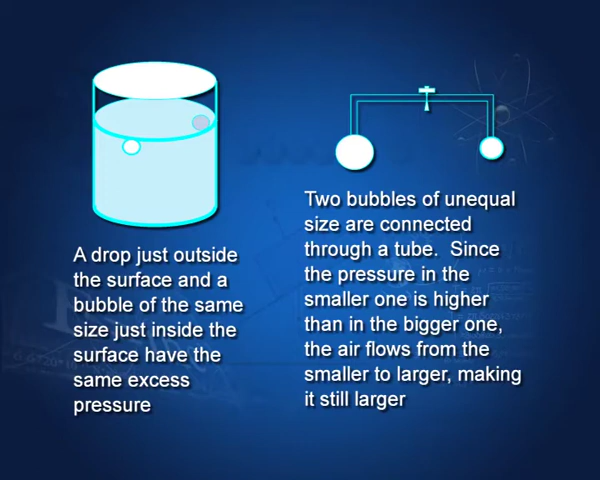 A drop just outside
the surface and a
bubble of the same
size just inside the
surface have the
same excess
pressure
Two bubbles of unequal
size are connected
through a tube. Since
the pressure in the
smaller one is higher
than in the bigger one,
the air flows from the
smaller to larger, making
it still larger